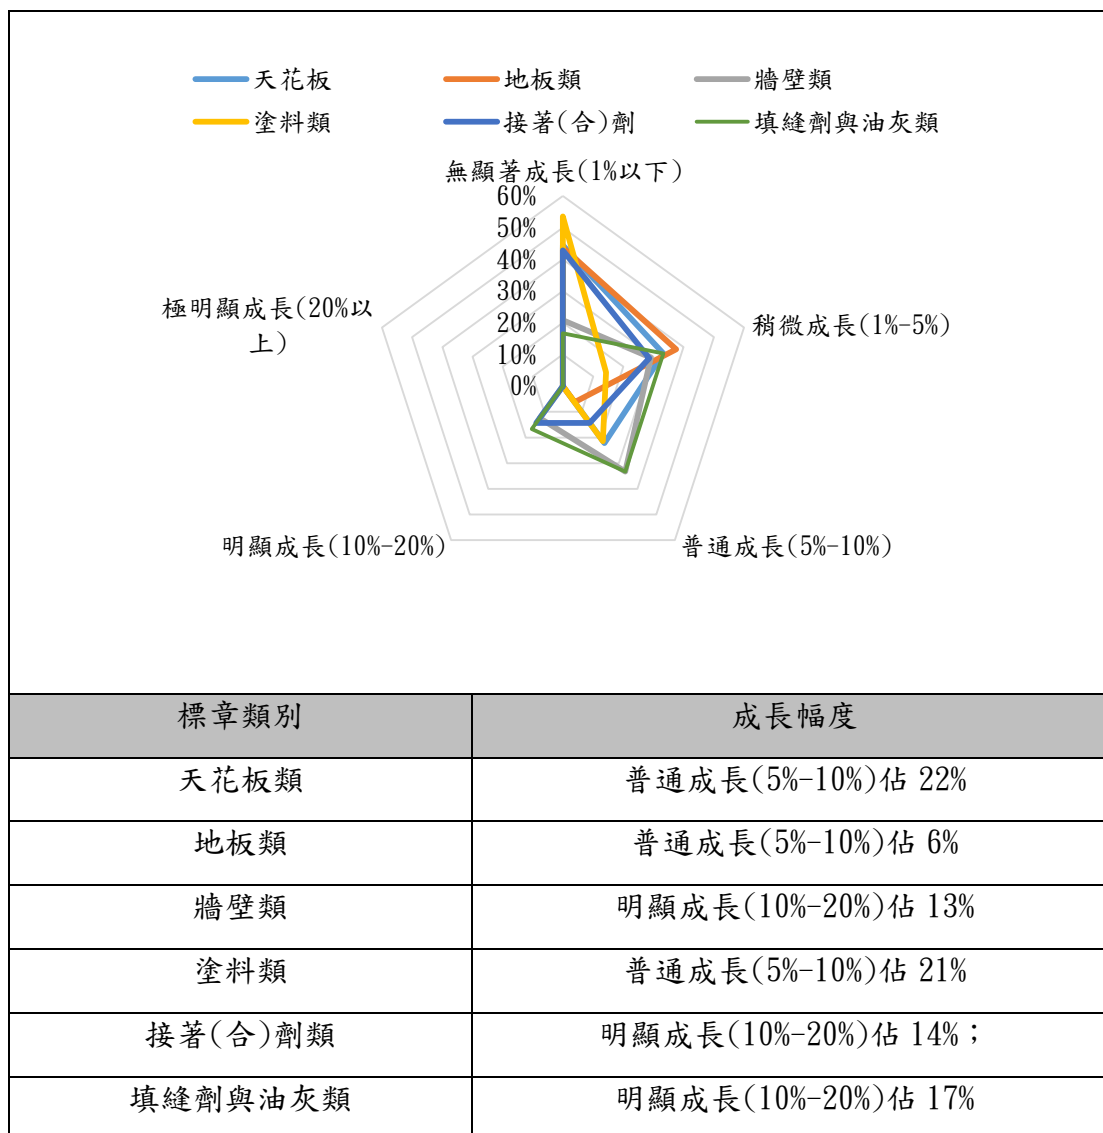 天花板 地板類 牆壁類
塗料類 接著(合)劑 填縫劑與油灰類
無顯著成長(1%以下)
60%
50%
40%
30%
20%
10%
0%
極明顯成長(20%以
上)
稍微成長(1%-5%)
明顯成長(10%-20%)
普通成長(5%-10%)
標章類別 成長幅度
天花板類 普通成長(5%-10%)佔 22%
地板類 普通成長(5%-10%)佔 6%
牆壁類 明顯成長(10%-20%)佔 13%
塗料類 普通成長(5%-10%)佔 21%
接著(合)劑類 明顯成長(10%-20%)佔 14%；
填縫劑與油灰類 明顯成長(10%-20%)佔 17%